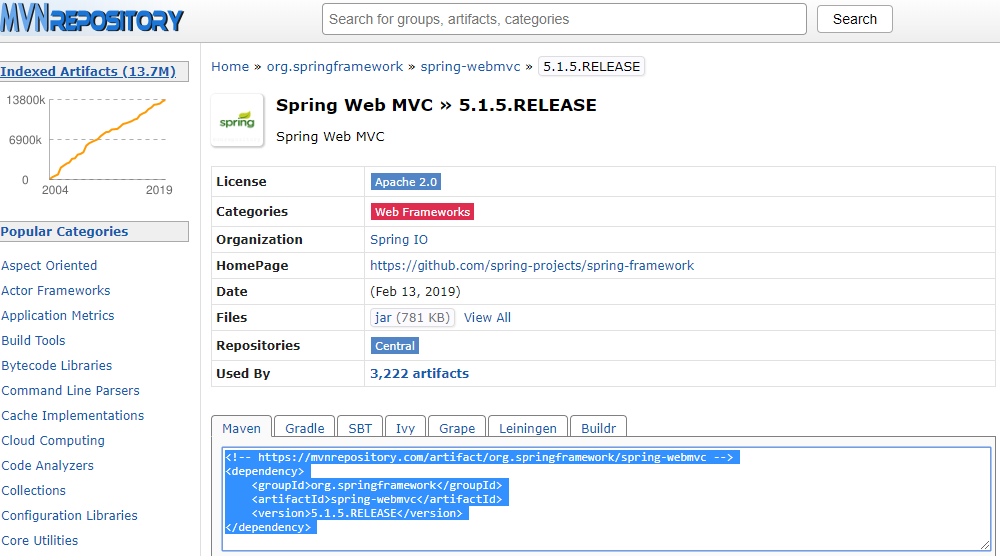 MVNREPOSITORY
Search for groups, artifacts, categories
Search
Indexed Artifacts (13.7M)
13800k
6900k
0
2004 2019
Popular Categories
Aspect Oriented
Actor Frameworks
Application Metrics
Build Tools
Bytecode Libraries
Command Line Parsers
Cache Implementations
Cloud Computing
Code Analyzers
Collections
Configuration Libraries
Core Utilities
Home » org.springframework » spring-webmvc » 5.1.5.RELEASE
spring
Spring Web MVC » 5.1.5.RELEASE
Spring Web MVC
License Apache 2.0
Categories Web Frameworks
Organization Spring IO
HomePage https://github.com/spring-projects/spring-framework
Date (Feb 13, 2019)
Files jar (781 KB) View All
Repositories Central
Used By 3,222 artifacts
Maven Gradle SBT Ivy Grape Leiningen Buildr
<!-- https://mvnrepository.com/artifact/org.springframework/spring-webmvc -->
<dependency>
    <groupId>org.springframework</groupId>
    <artifactId>spring-webmvc</artifactId>
    <version>5.1.5.RELEASE</version>
</dependency>